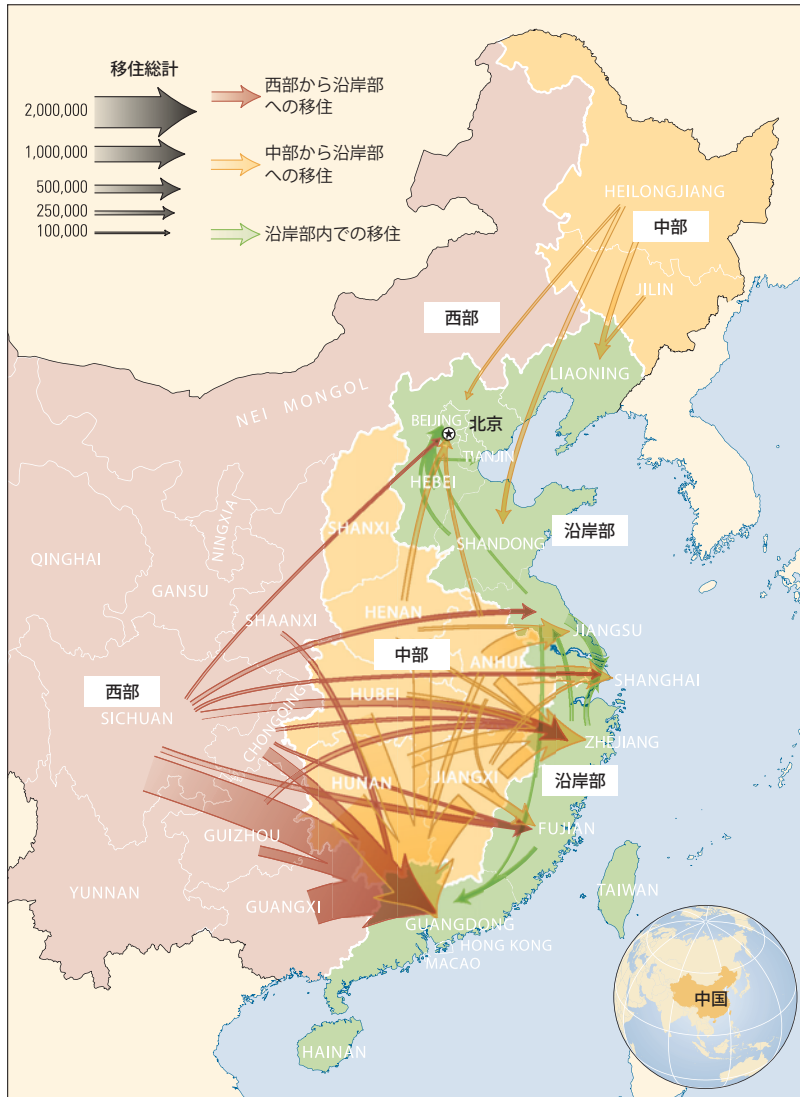 移住総計
2,000,000
1,000,000
500,000
250,000
100,000
西部から沿岸部
への移住
中部から沿岸部
への移住
沿岸部内での移住
HEILONGJIANG
中部
JILIN
西部
LIAONING
NEI MONGOL
BEIJING
北京
TIANJIN
HEBEI
SHANXI
NINGXIA
沿岸部
SHANDONG
QINGHAI
GANSU
SHAANXI
HENAN
JIANGSU
中部
ANHUI
SHANGHAI
西部
SICHUAN
HUBEI
CHONGQING
ZHEJIANG
HUNAN
JIANGXI
沿岸部
GUIZHOU
FUJIAN
YUNNAN
GUANGXI
TAIWAN
GUANGDONG
HONG KONG
MACAO
中国
HAINAN